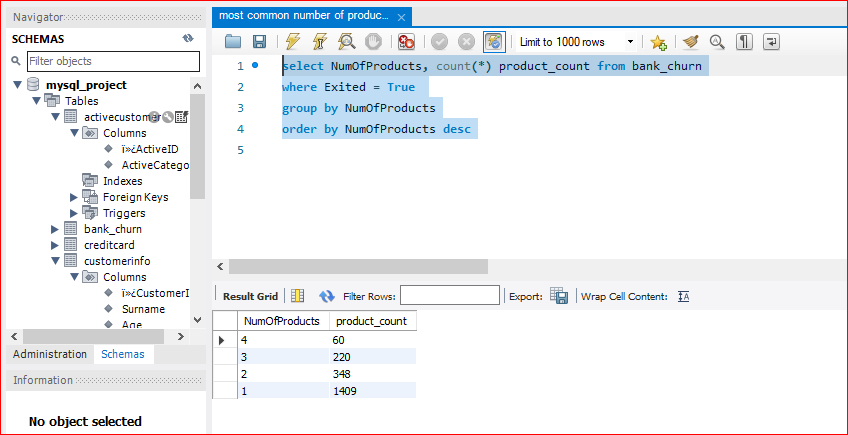 Navigator
SCHEMAS
Filter objects
mysql_project
Tables
activecustomer
Columns
ï»¿ActiveID
ActiveCatego
Indexes
Foreign Keys
Triggers
bank_churn
creditcard
customerinfo
Columns
ï»¿CustomerI
Surname
Age
Administration Schemas
Information
No object selected
most common number of produc...
Limit to 1000 rows
1 select NumOfProducts, count(*) product_count from bank_churn
2 where Exited = True
3 group by NumOfProducts
4 order by NumOfProducts desc
5
Result Grid Filter Rows: Export: Wrap Cell Content:
NumOfProducts product_count
4 60
3 220
2 348
1 1409